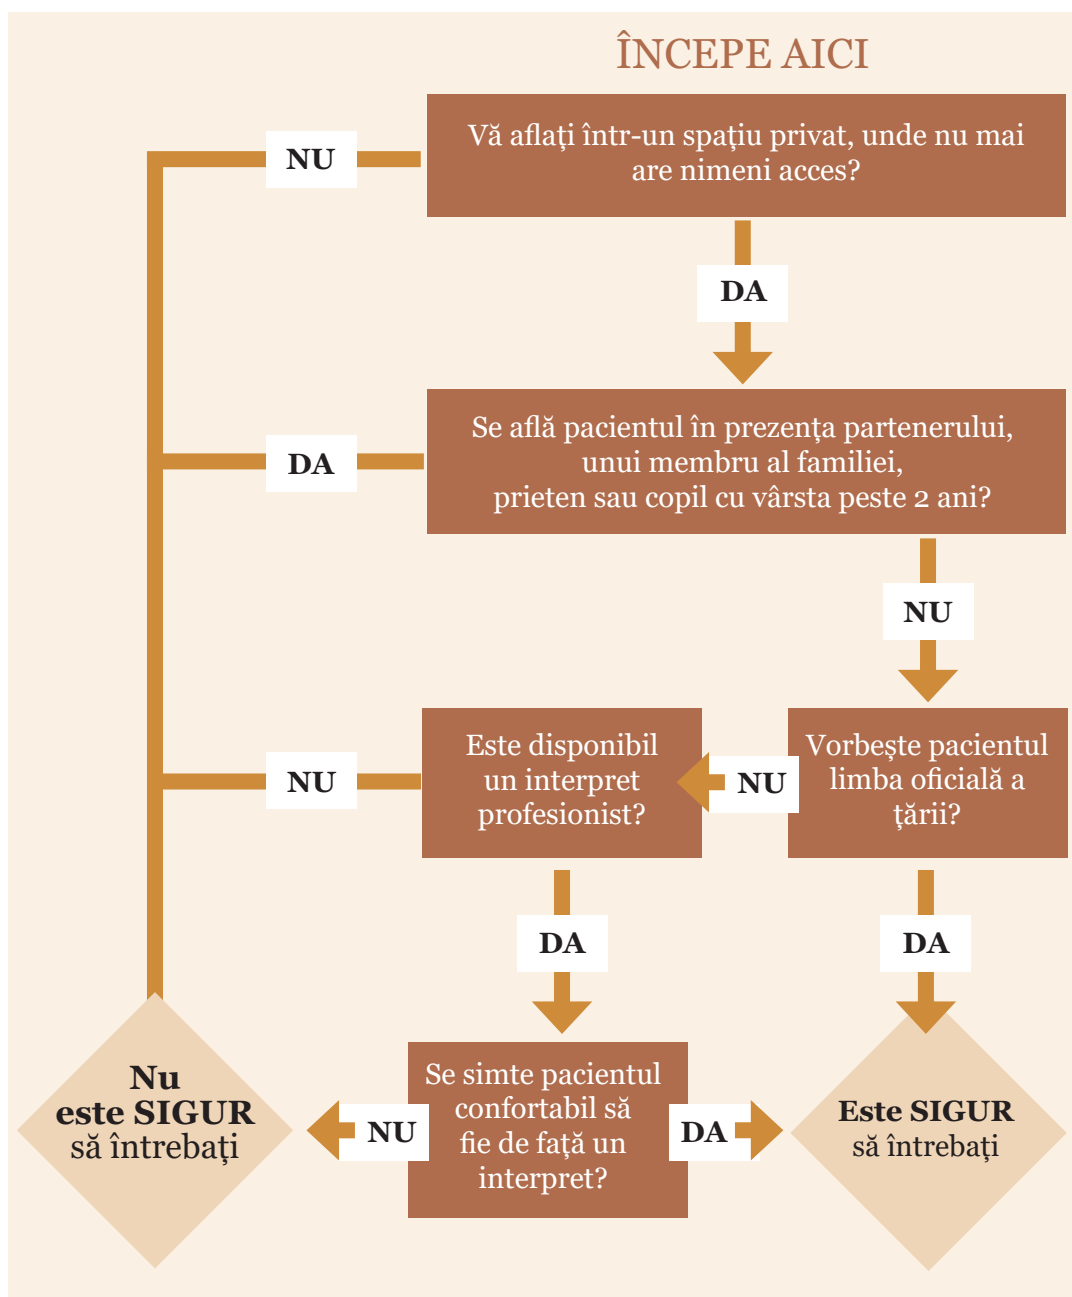 ÎNCEPE AICI
Vă aflați într-un spațiu privat, unde nu mai
are nimeni acces?
NU
DA
Se află pacientul în prezența partenerului,
unui membru al familiei,
prieten sau copil cu vârsta peste 2 ani?
DA
NU
Vorbește pacientul
limba oficială a
țării?
NU
Este disponibil
un interpret
profesionist?
NU
DA
DA
Se simte pacientul
confortabil să
fie de față un
interpret?
NU
DA
Nu
este SIGUR
să întrebați
Este SIGUR
să întrebați